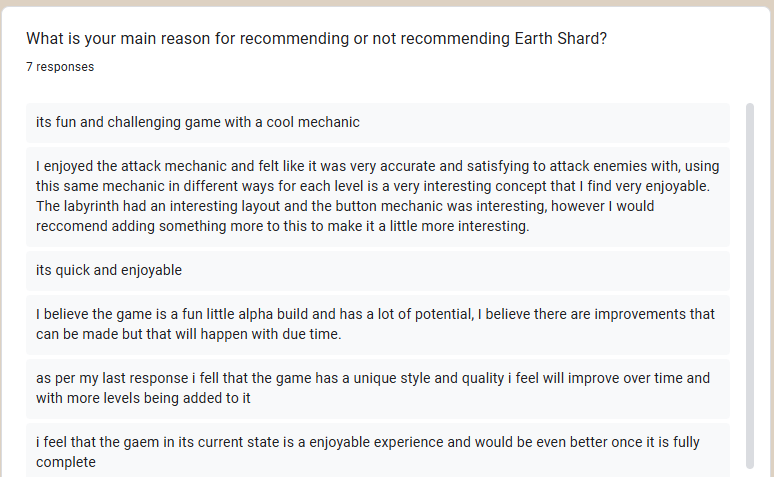 What is your main reason for recommending or not recommending Earth Shard?
7 responses
its fun and challenging game with a cool mechanic
I enjoyed the attack mechanic and felt like it was very accurate and satisfying to attack enemies with, using
this same mechanic in different ways for each level is a very interesting concept that I find very enjoyable.
The labyrinth had an interesting layout and the button mechanic was interesting, however I would
reccomend adding something more to this to make it a little more interesting.
its quick and enjoyable
I believe the game is a fun little alpha build and has a lot of potential, I believe there are improvements that
can be made but that will happen with due time.
as per my last response i fell that the game has a unique style and quality i feel will improve over time and
with more levels being added to it
i feel that the gaem in its current state is a enjoyable experience and would be even better once it is fully
complete